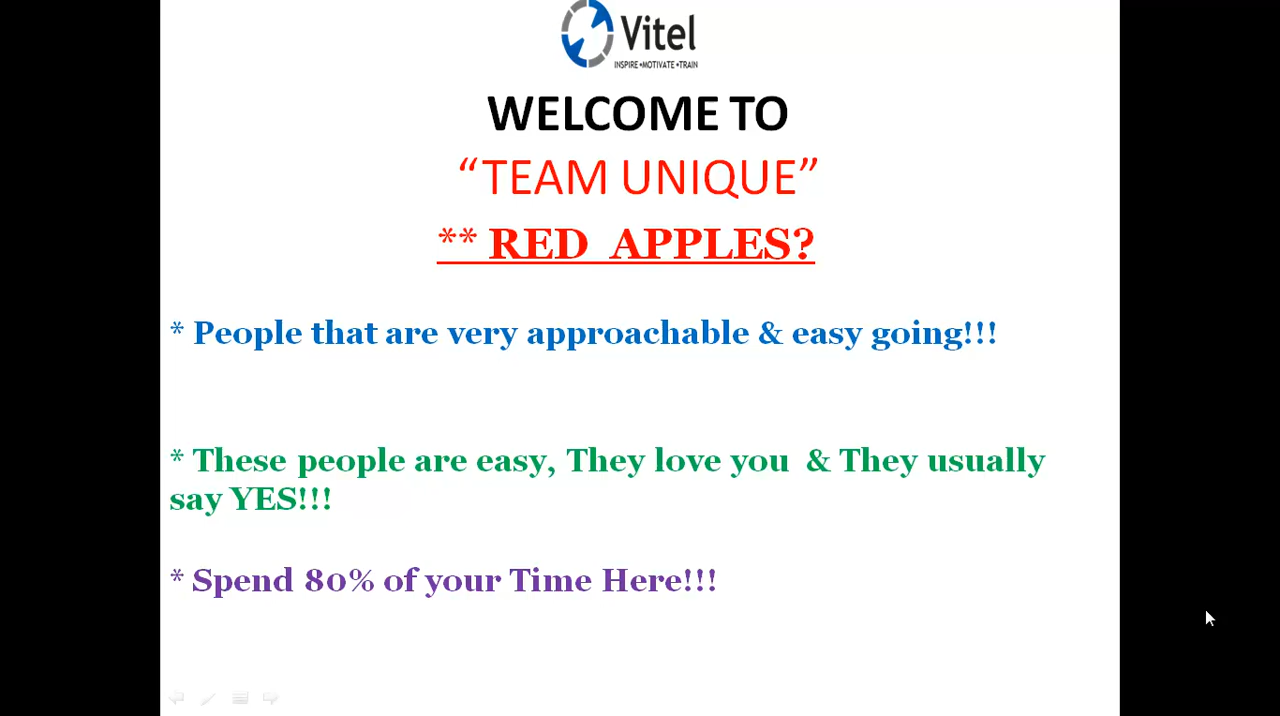 Vitel
INSPIRE •MOTIVATE •TRAIN
WELCOME TO
“TEAM UNIQUE”
** RED APPLES?
* People that are very approachable & easy going!!!
* These people are easy, They love you & They usually
say YES!!!
* Spend 80% of your Time Here!!!